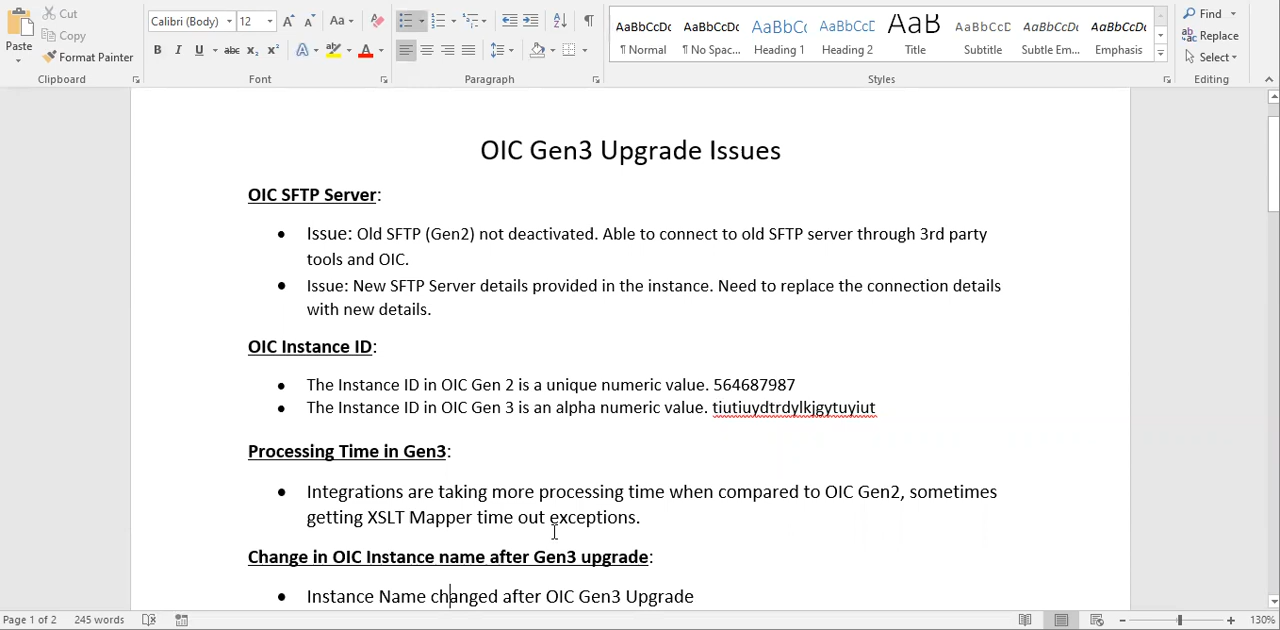 Cut
Copy
Paste
Format Painter
Clipboard
Calibri (Body) 12
Aa
B I U abc X₂ X²
A A
Font
Paragraph
AaBbCcDc AaBbCcDc AaBbCc AaBbCcD AaB AaBbCcD AaBbCcDc AaBbCcDc
¶ Normal ¶ No Spac... Heading 1 Heading 2 Title Subtitle Subtle Em... Emphasis
Styles
Find
Replace
Select
Editing
OIC Gen3 Upgrade Issues
OIC SFTP Server:
• Issue: Old SFTP (Gen2) not deactivated. Able to connect to old SFTP server through 3rd party
tools and OIC.
• Issue: New SFTP Server details provided in the instance. Need to replace the connection details
with new details.
OIC Instance ID:
• The Instance ID in OIC Gen 2 is a unique numeric value. 564687987
• The Instance ID in OIC Gen 3 is an alpha numeric value. tiutiuydtrdylkjgytuyiut
Processing Time in Gen3:
• Integrations are taking more processing time when compared to OIC Gen2, sometimes
getting XSLT Mapper time out exceptions.
Change in OIC Instance name after Gen3 upgrade:
• Instance Name changed after OIC Gen3 Upgrade
Page 1 of 2 245 words
130%